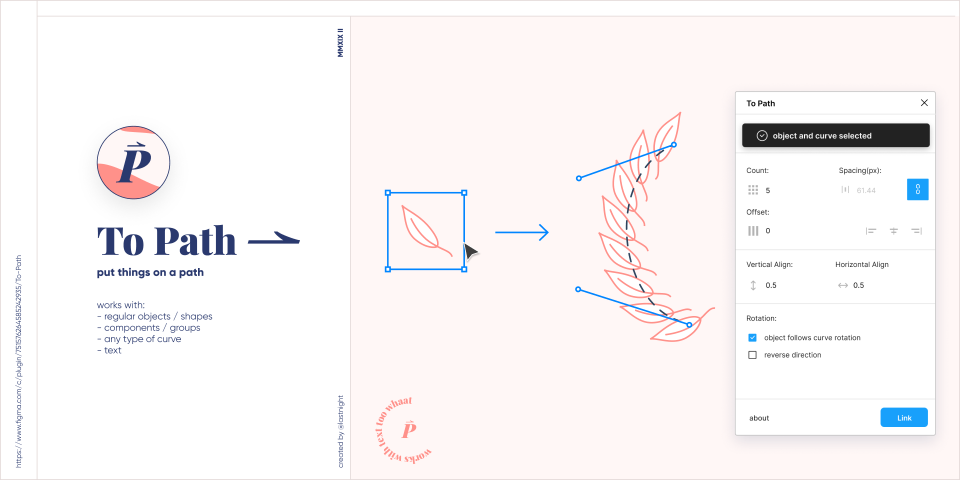 https://www.figma.com/c/plugin/751576264585242935/To-Path
MMXIX II
P
To Path
put things on a path
works with:
- regular objects / shapes
- components / groups
- any type of curve
- text
created by @lastnight
works with text too whaat
P
To Path
object and curve selected
Count:
Spacing(px):
5
61.44
Offset:
0
Vertical Align:
Horizontal Align
0.5
0.5
Rotation:
object follows curve rotation
reverse direction
about
Link